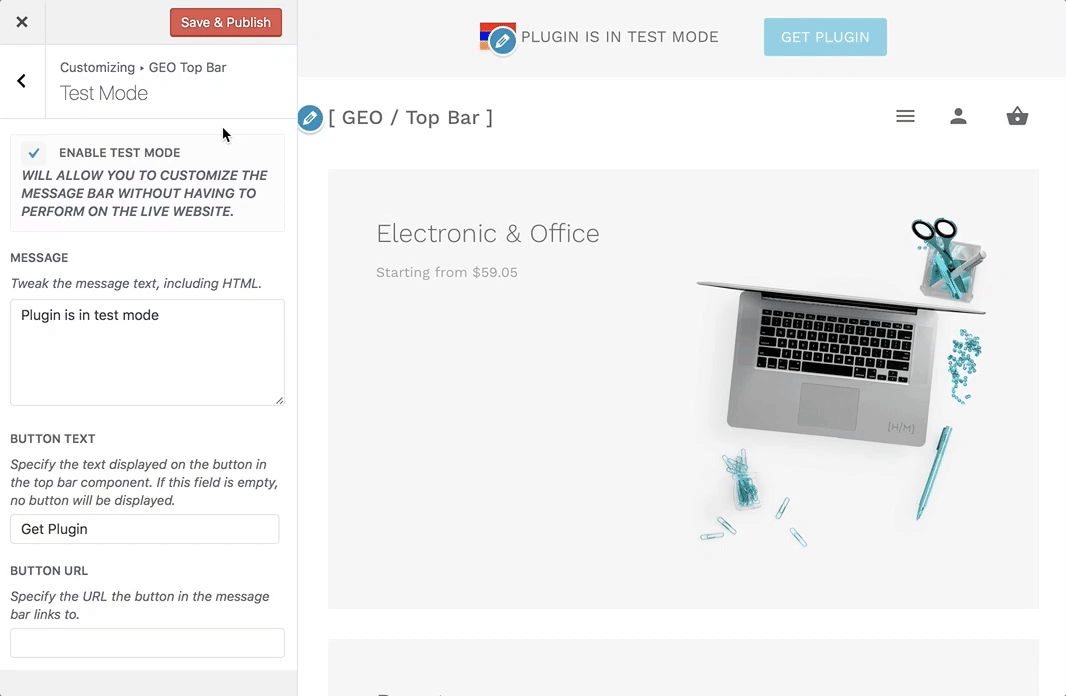 Save & Publish
Customizing ▸ GEO Top Bar
Test Mode
ENABLE TEST MODE
WILL ALLOW YOU TO CUSTOMIZE THE
MESSAGE BAR WITHOUT HAVING TO
PERFORM ON THE LIVE WEBSITE.
MESSAGE
Tweak the message text, including HTML.
Plugin is in test mode
BUTTON TEXT
Specify the text displayed on the button in
the top bar component. If this field is empty,
no button will be displayed.
Get Plugin
BUTTON URL
Specify the URL the button in the message
bar links to.
PLUGIN IS IN TEST MODE
GET PLUGIN
[ GEO / Top Bar ]
Electronic & Office
Starting from $59.05
[H/M]